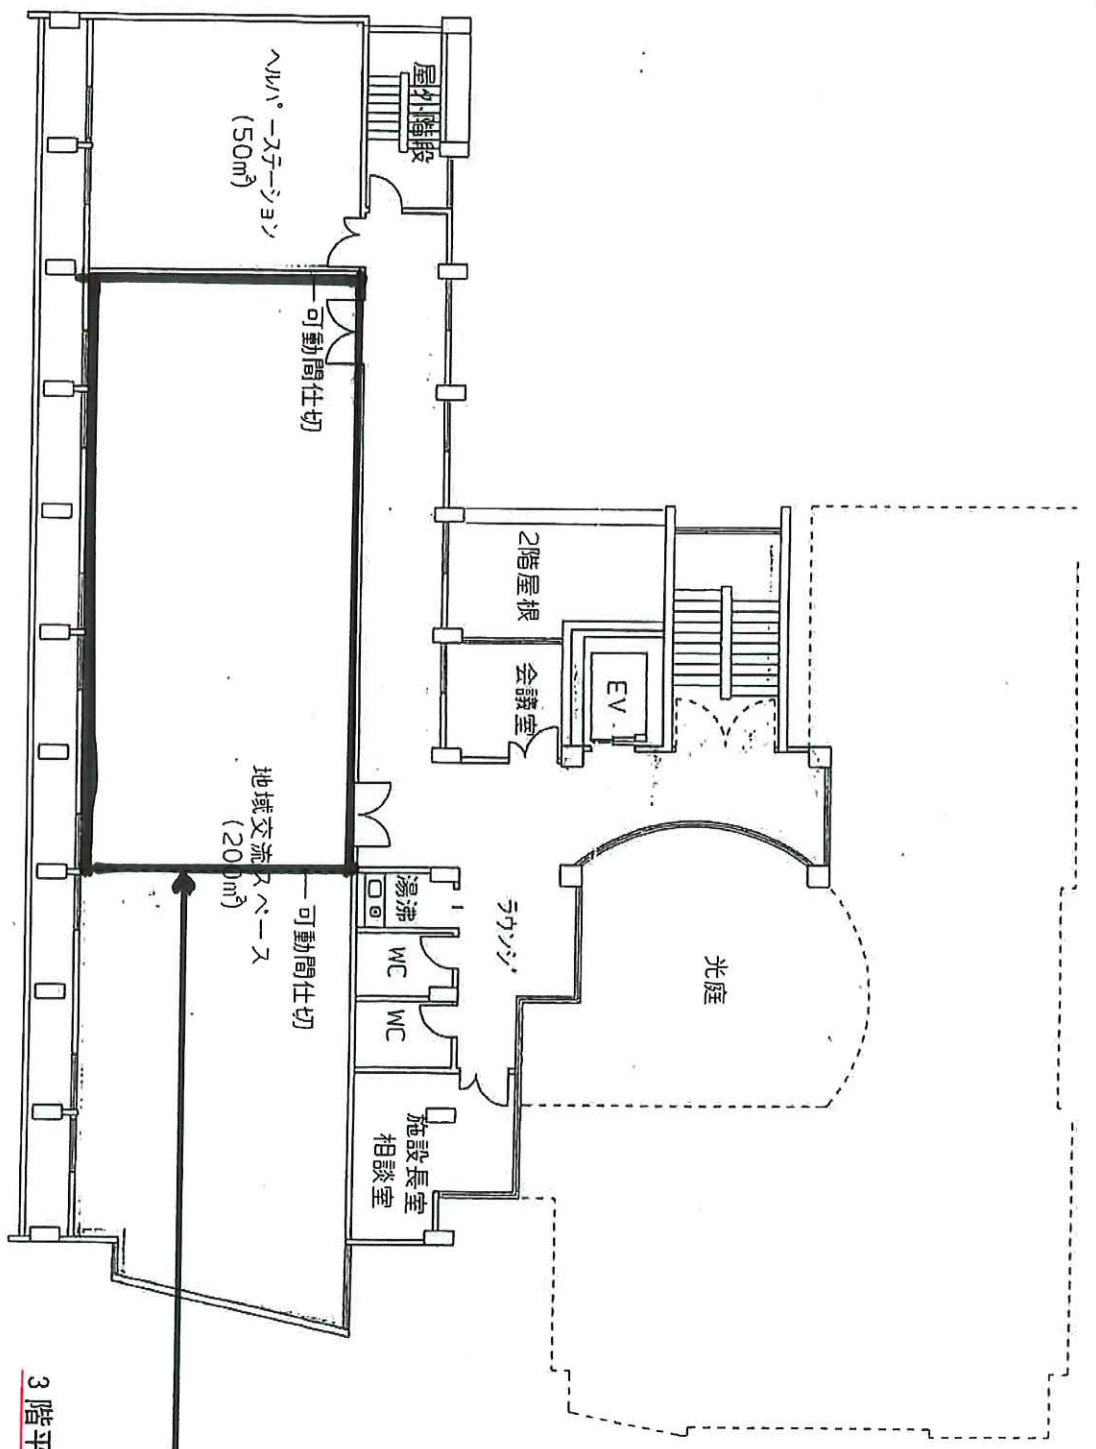 屋外階段
ヘルパーステーション
(50m²)
可動間仕切
2階屋根
会議室
EV
地域交流スペース
(200m²)
可動間仕切
湯沸
ラウンジ
WC
WC
光庭
施設長室
相談室
3階平